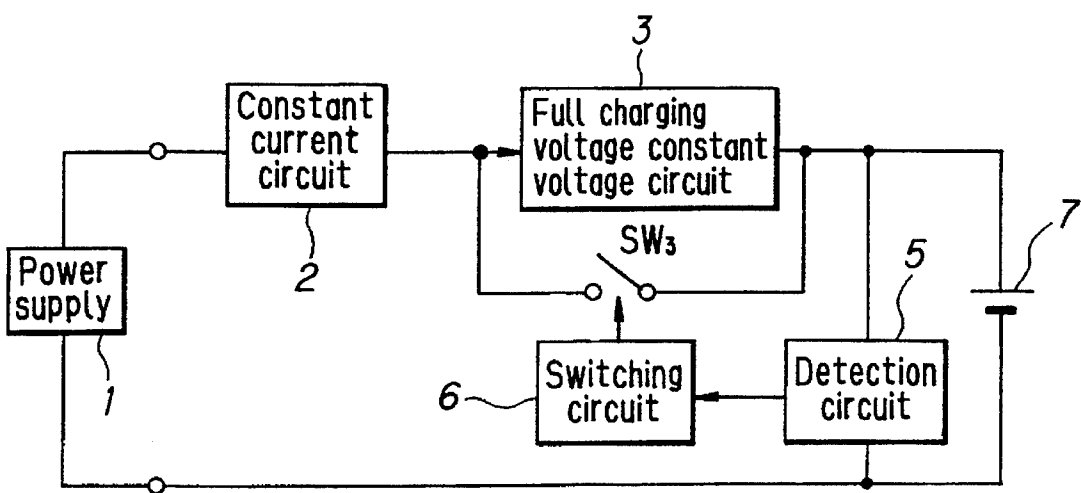 3
Constant
current
circuit
Full charging
voltage constant
voltage circuit
2
SW3
7
Power
supply
5
1
6
Switching
circuit
Detection
circuit